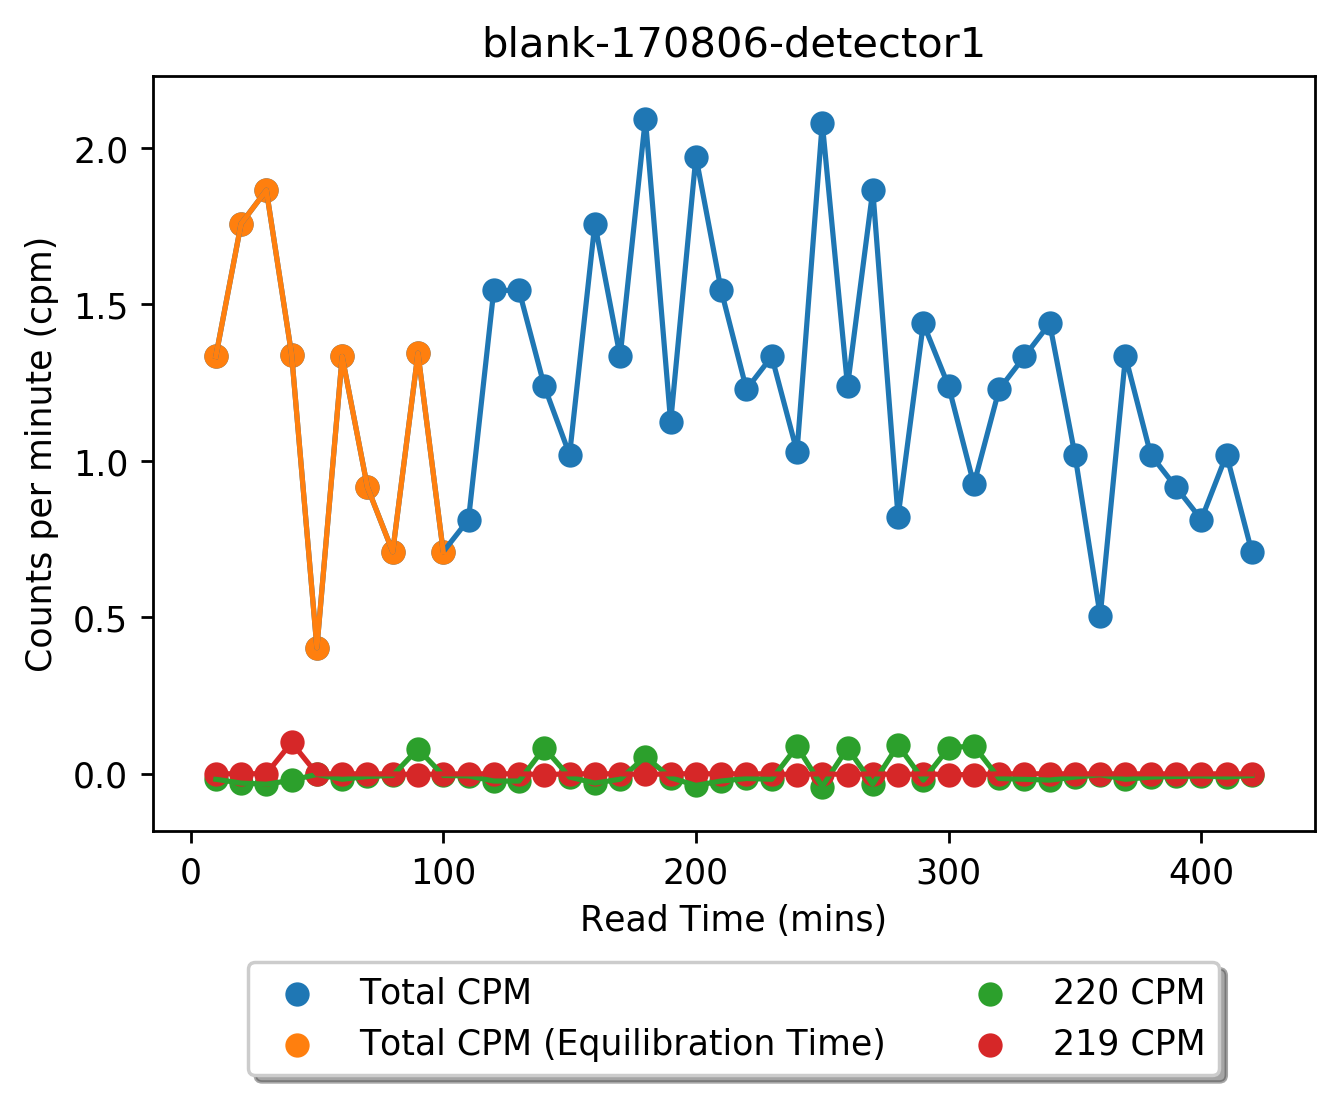 blank-170806-detector1
2.0
1.5
1.0
0.5
0.0
Counts per minute (cpm)
0 100 200 300 400
Read Time (mins)
Total CPM
Total CPM (Equilibration Time)
220 CPM
219 CPM